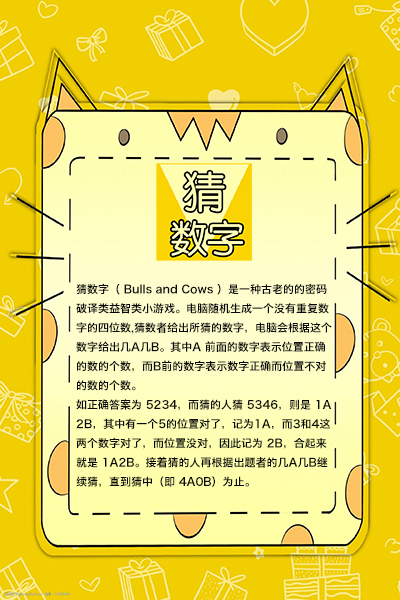 猜
数字
猜数字（ Bulls and Cows ）是一种古老的的密码
破译类益智类小游戏。电脑随机生成一个没有重复数
字的四位数,猜数者给出所猜的数字，电脑会根据这个
数字给出几A几B。其中A 前面的数字表示位置正确
的数的个数，而B前的数字表示数字正确而位置不对
的数的个数。
如正确答案为 5234，而猜的人猜 5346，则是 1A
2B，其中有一个5的位置对了，记为1A，而3和4这
两个数字对了，而位置没对，因此记为 2B，合起来
就是 1A2B。接着猜的人再根据出题者的几A几B继
续猜，直到猜中（即 4A0B）为止。